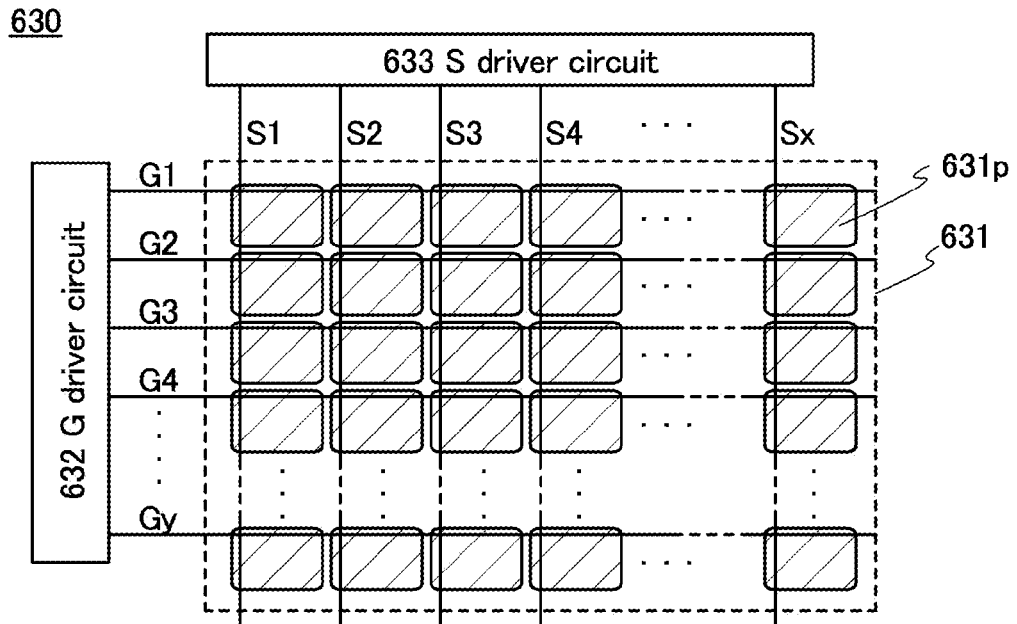 630
633 S driver circuit
S1 S2 S3 S4 . . . Sx
632 G driver circuit
G1
G2
G3
G4
Gy
631p
631